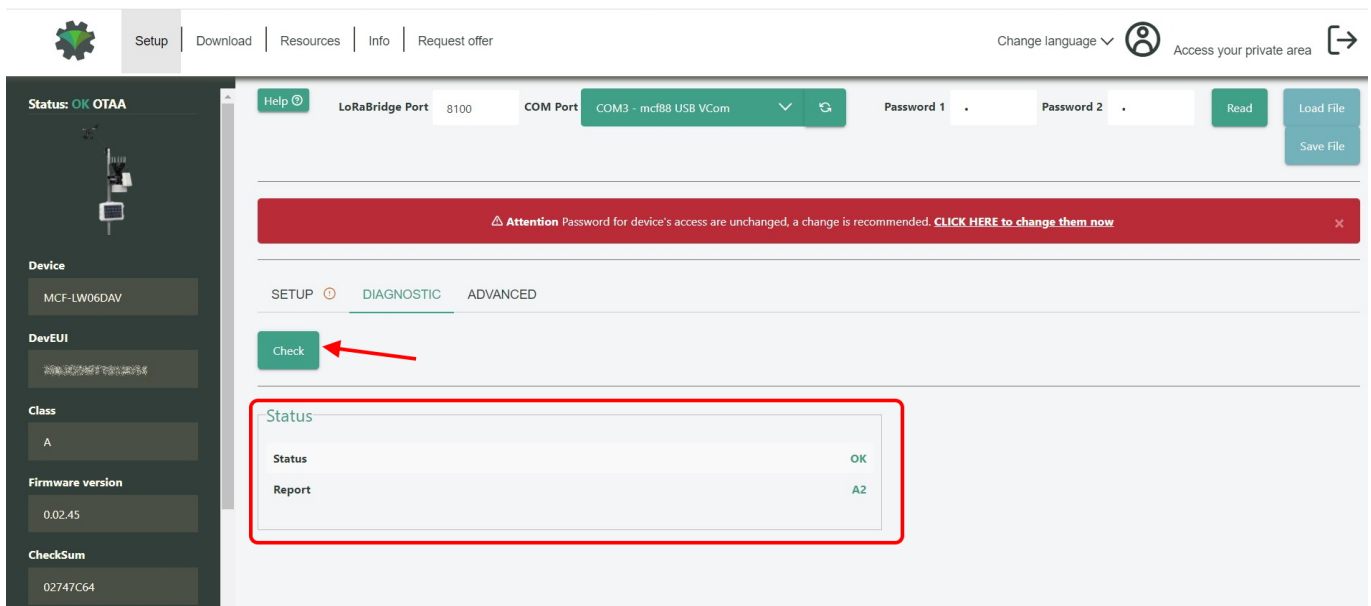 Setup
Download
Resources
Info
Request offer
Change language
Access your private area
Status: OK OTAA
Device
MCF-LW06DAV
DevEUI
Class
A
Firmware version
0.02.45
CheckSum
02747C64
Help
LoRaBridge Port 8100 COM Port COM3 - mcf88 USB VCom Password 1 • Password 2 • Read Load File
Save File
⚠ Attention Password for device's access are unchanged, a change is recommended. CLICK HERE to change them now ×
SETUP DIAGNOSTIC ADVANCED
Check
Status
Status OK
Report A2